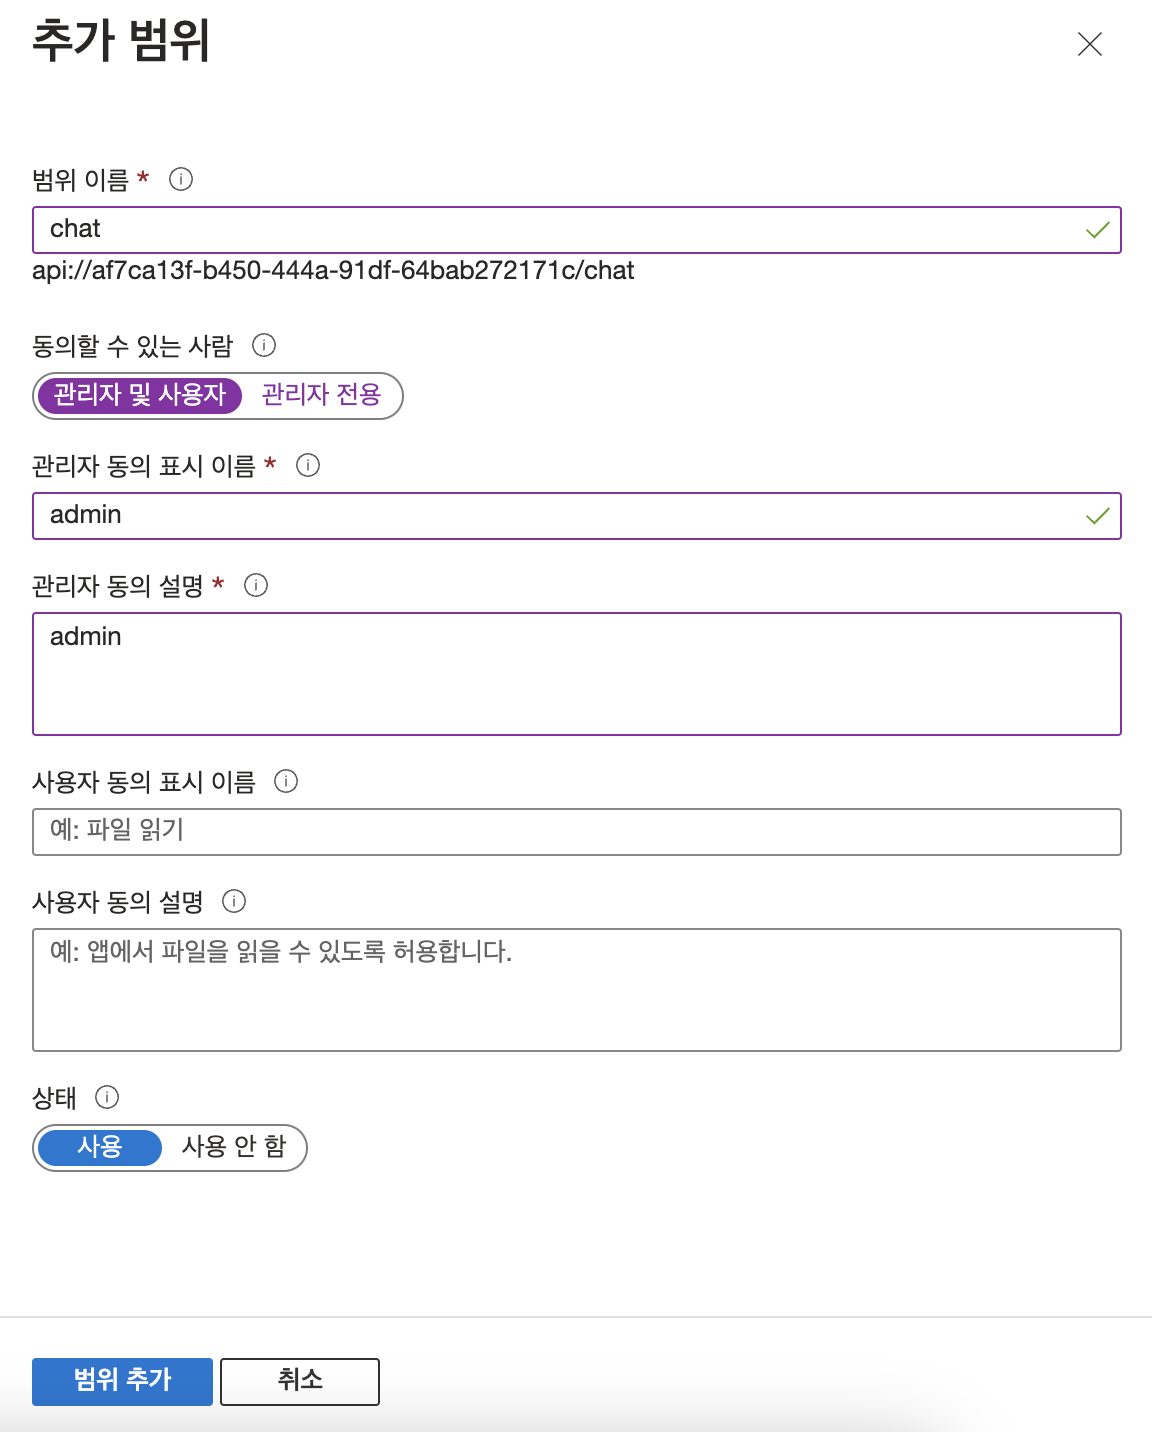 추가 범위
범위 이름 *
chat
api://af7ca13f-b450-444a-91df-64bab272171c/chat
동의할 수 있는 사람
관리자 및 사용자 관리자 전용
관리자 동의 표시 이름 *
admin
관리자 동의 설명 *
admin
사용자 동의 표시 이름
예: 파일 읽기
사용자 동의 설명
예: 앱에서 파일을 읽을 수 있도록 허용합니다.
상태
사용 사용 안 함
범위 추가 취소